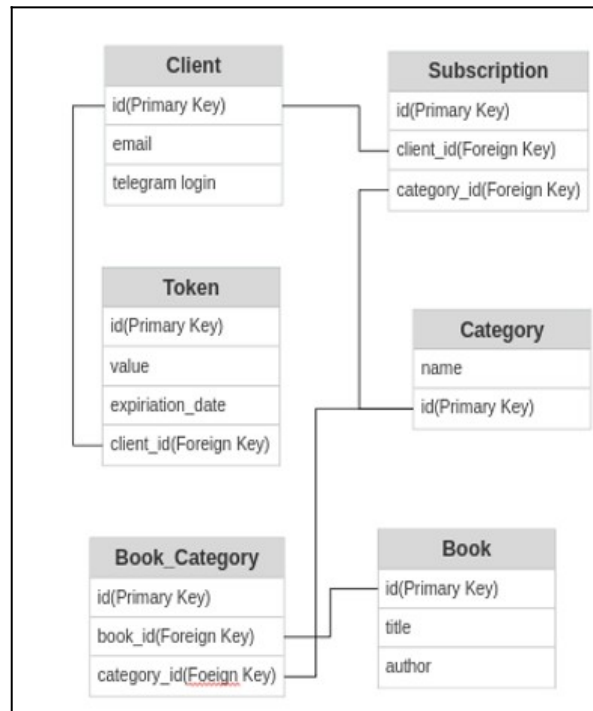 Client
id(Primary Key)
email
telegram login
Subscription
id(Primary Key)
client_id(Foreign Key)
category_id(Foreign Key)
Token
id(Primary Key)
value
expiriation_date
client_id(Foreign Key)
Category
name
id(Primary Key)
Book_Category
id(Primary Key)
book_id(Foreign Key)
category_id(Foeign Key)
Book
id(Primary Key)
title
author